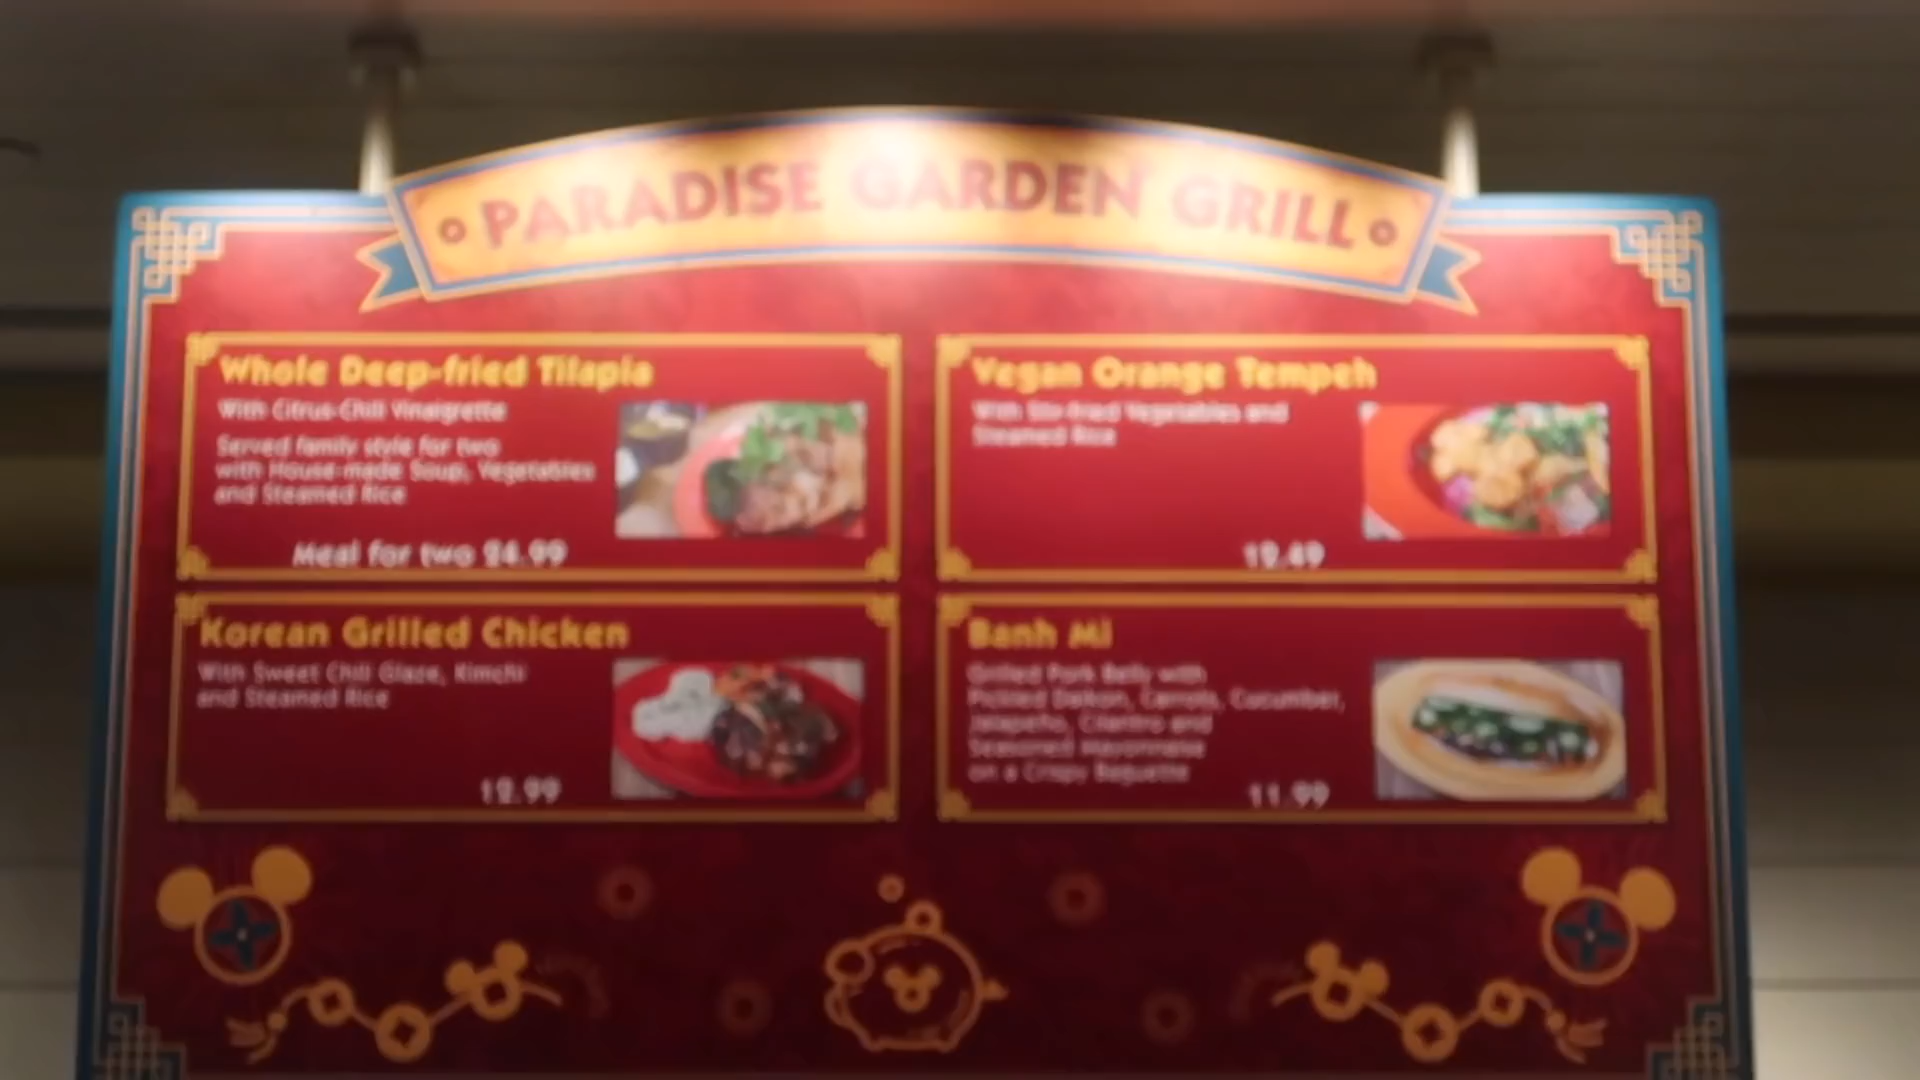 PARADISE GARDEN GRILL
Whole Deep-fried Tilapia
With Citrus-Chili Vinaigrette
Served family style for two
with House-made Soup, Vegetables
and Steamed Rice
Meal for two 24.99
Vegan Orange Tempeh
With Stir-fried Vegetables and
Steamed Rice
12.49
Korean Grilled Chicken
With Sweet Chili Glaze, Kimchi
and Steamed Rice
12.99
Banh Mi
Grilled Pork Belly with
Pickled Daikon, Carrots, Cucumber,
Jalapeño, Cilantro and
Seasoned Mayonnaise
on a Crispy Baguette
11.99